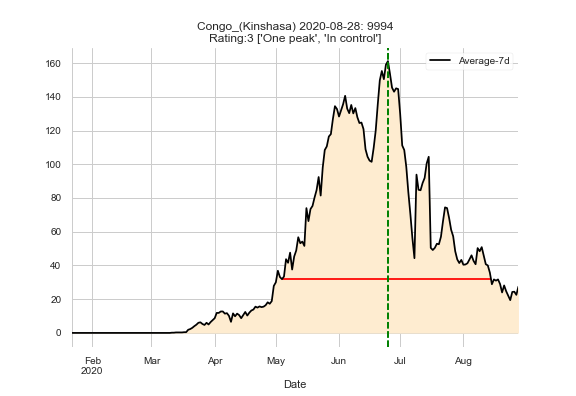 Congo_(Kinshasa) 2020-08-28: 9994
Rating:3 ['One peak', 'In control']
Average-7d
160
140
120
100
80
60
40
20
0
Feb Mar Apr May Jun Jul Aug
2020
Date